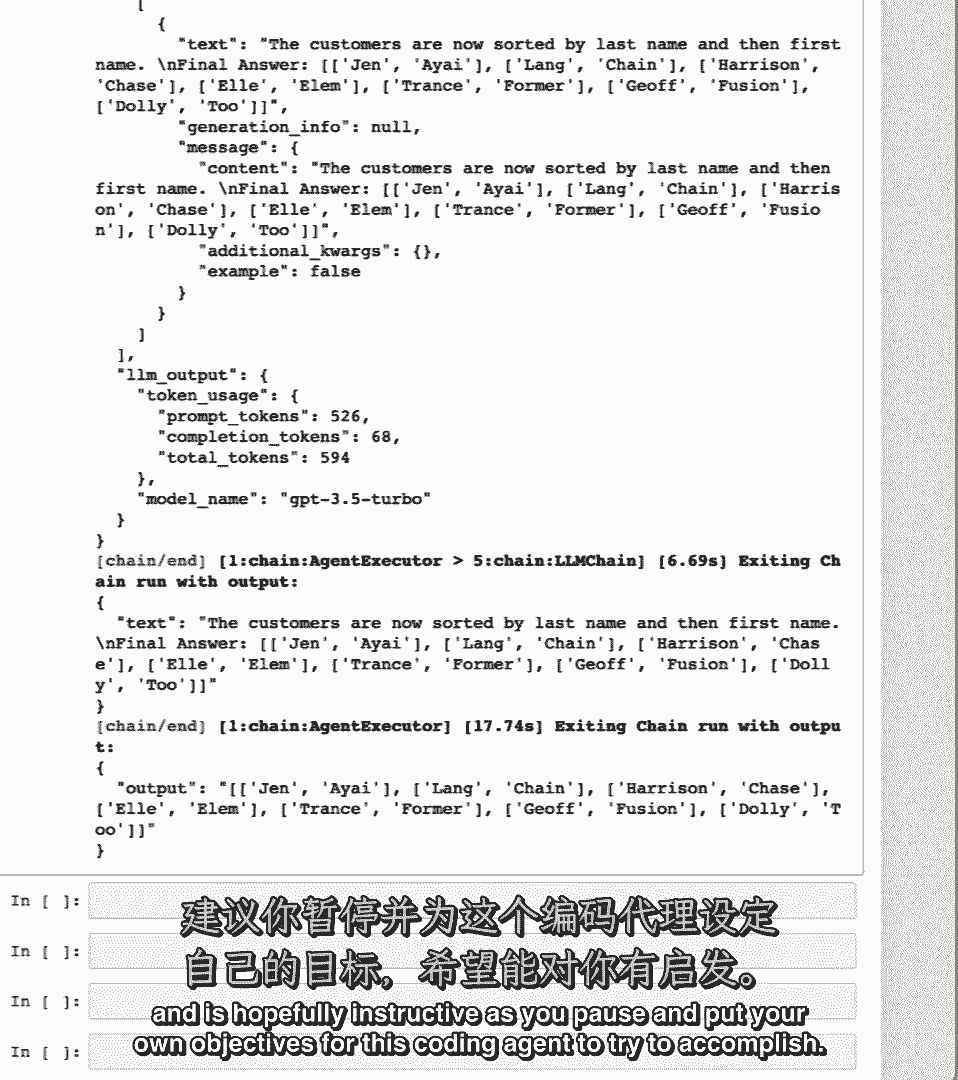 [
{
"text": "The customers are now sorted by last name and then first
name. \nFinal Answer: [['Jen', 'Ayai'], ['Lang', 'Chain'], ['Harrison',
'Chase'], ['Elle', 'Elem'], ['Trance', 'Former'], ['Geoff', 'Fusion'],
['Dolly', 'Too']]",
"generation_info": null,
"message": {
"content": "The customers are now sorted by last name and then
first name. \nFinal Answer: [['Jen', 'Ayai'], ['Lang', 'Chain'], ['Harris
on', 'Chase'], ['Elle', 'Elem'], ['Trance', 'Former'], ['Geoff', 'Fusio
n'], ['Dolly', 'Too']]",
"additional_kwargs": {},
"example": false
}
}
]
],
"llm_output": {
"token_usage": {
"prompt_tokens": 526,
"completion_tokens": 68,
"total_tokens": 594
},
"model_name": "gpt-3.5-turbo"
}
}
[chain/end] [1:chain:AgentExecutor > 5:chain:LLMChain] [6.69s] Exiting Ch
ain run with output:
{
"text": "The customers are now sorted by last name and then first name.
\nFinal Answer: [['Jen', 'Ayai'], ['Lang', 'Chain'], ['Harrison', 'Chas
e'], ['Elle', 'Elem'], ['Trance', 'Former'], ['Geoff', 'Fusion'], ['Doll
y', 'Too']]"
}
[chain/end] [1:chain:AgentExecutor] [17.74s] Exiting Chain run with outpu
t:
{
"output": "[['Jen', 'Ayai'], ['Lang', 'Chain'], ['Harrison', 'Chase'],
['Elle', 'Elem'], ['Trance', 'Former'], ['Geoff', 'Fusion'], ['Dolly', 'T
oo']]"
}
In [ ]:
建议你暂停并为这个编码代理设定
In [ ]:
自己的目标，希望能对你有启发。
In [ ]:
and is hopefully instructive as you pause and put your
In [ ]:
own objectives for this coding agent to try to accomplish.